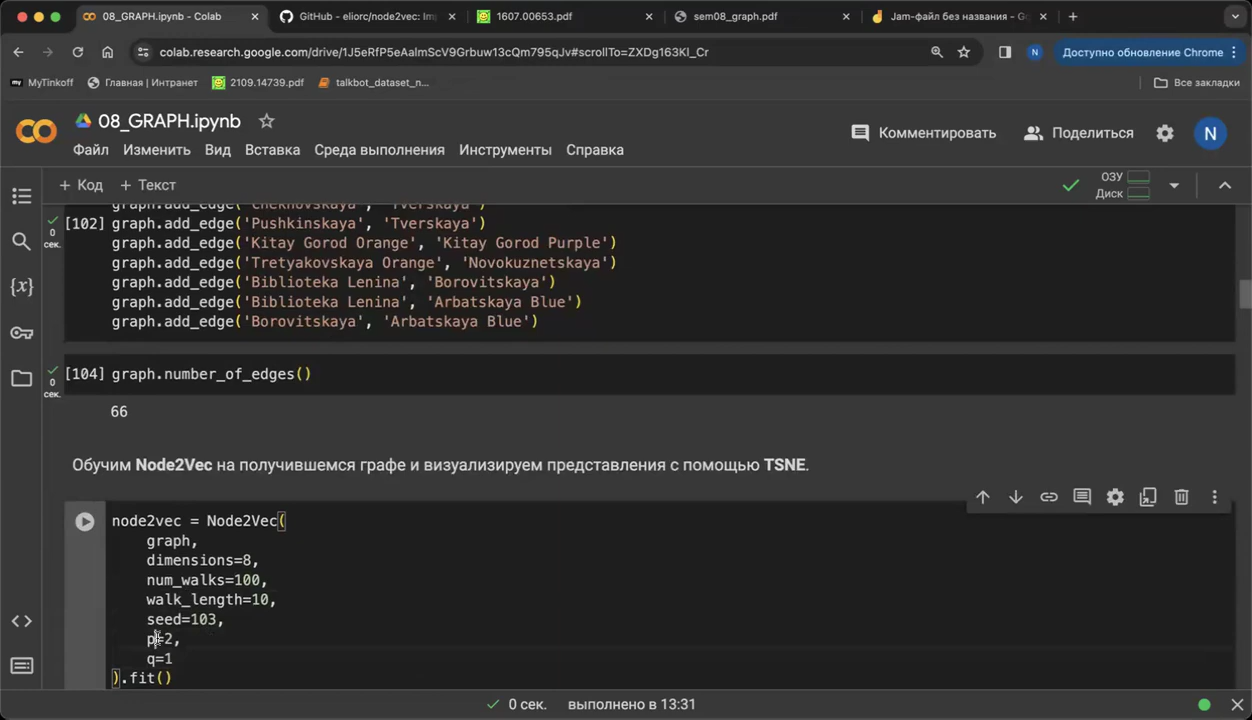 08_GRAPH.ipynb - Colab
GitHub - eliorc/node2vec: Im
1607.00653.pdf
sem08_graph.pdf
Jam-файл без названия - Go
colab.research.google.com/drive/1J5eRfP5eAalmScV9Grbuw13cQm795qJv#scrollTo=ZXDg163Kl_Cr
N
Доступно обновление Chrome
my MyTinkoff
Главная | Интранет
2109.14739.pdf
talkbot_dataset_n...
Все закладки
08_GRAPH.ipynb
Комментировать
Поделиться
N
Файл Изменить Вид Вставка Среда выполнения Инструменты Справка
+ Код + Текст
ОЗУ
Диск
graph.add_edge('Chekhovskaya', 'Tverskaya')
[102] graph.add_edge('Pushkinskaya', 'Tverskaya')
0 сек.
graph.add_edge('Kitay Gorod Orange', 'Kitay Gorod Purple')
graph.add_edge('Tretyakovskaya Orange', 'Novokuznetskaya')
graph.add_edge('Biblioteka Lenina', 'Borovitskaya')
graph.add_edge('Biblioteka Lenina', 'Arbatskaya Blue')
graph.add_edge('Borovitskaya', 'Arbatskaya Blue')
[104] graph.number_of_edges()
0 сек.
66
Обучим Node2Vec на получившемся графе и визуализируем представления с помощью TSNE.
node2vec = Node2Vec(
graph,
dimensions=8,
num_walks=100,
walk_length=10,
seed=103,
p=2,
q=1
).fit()
0 сек. выполнено в 13:31